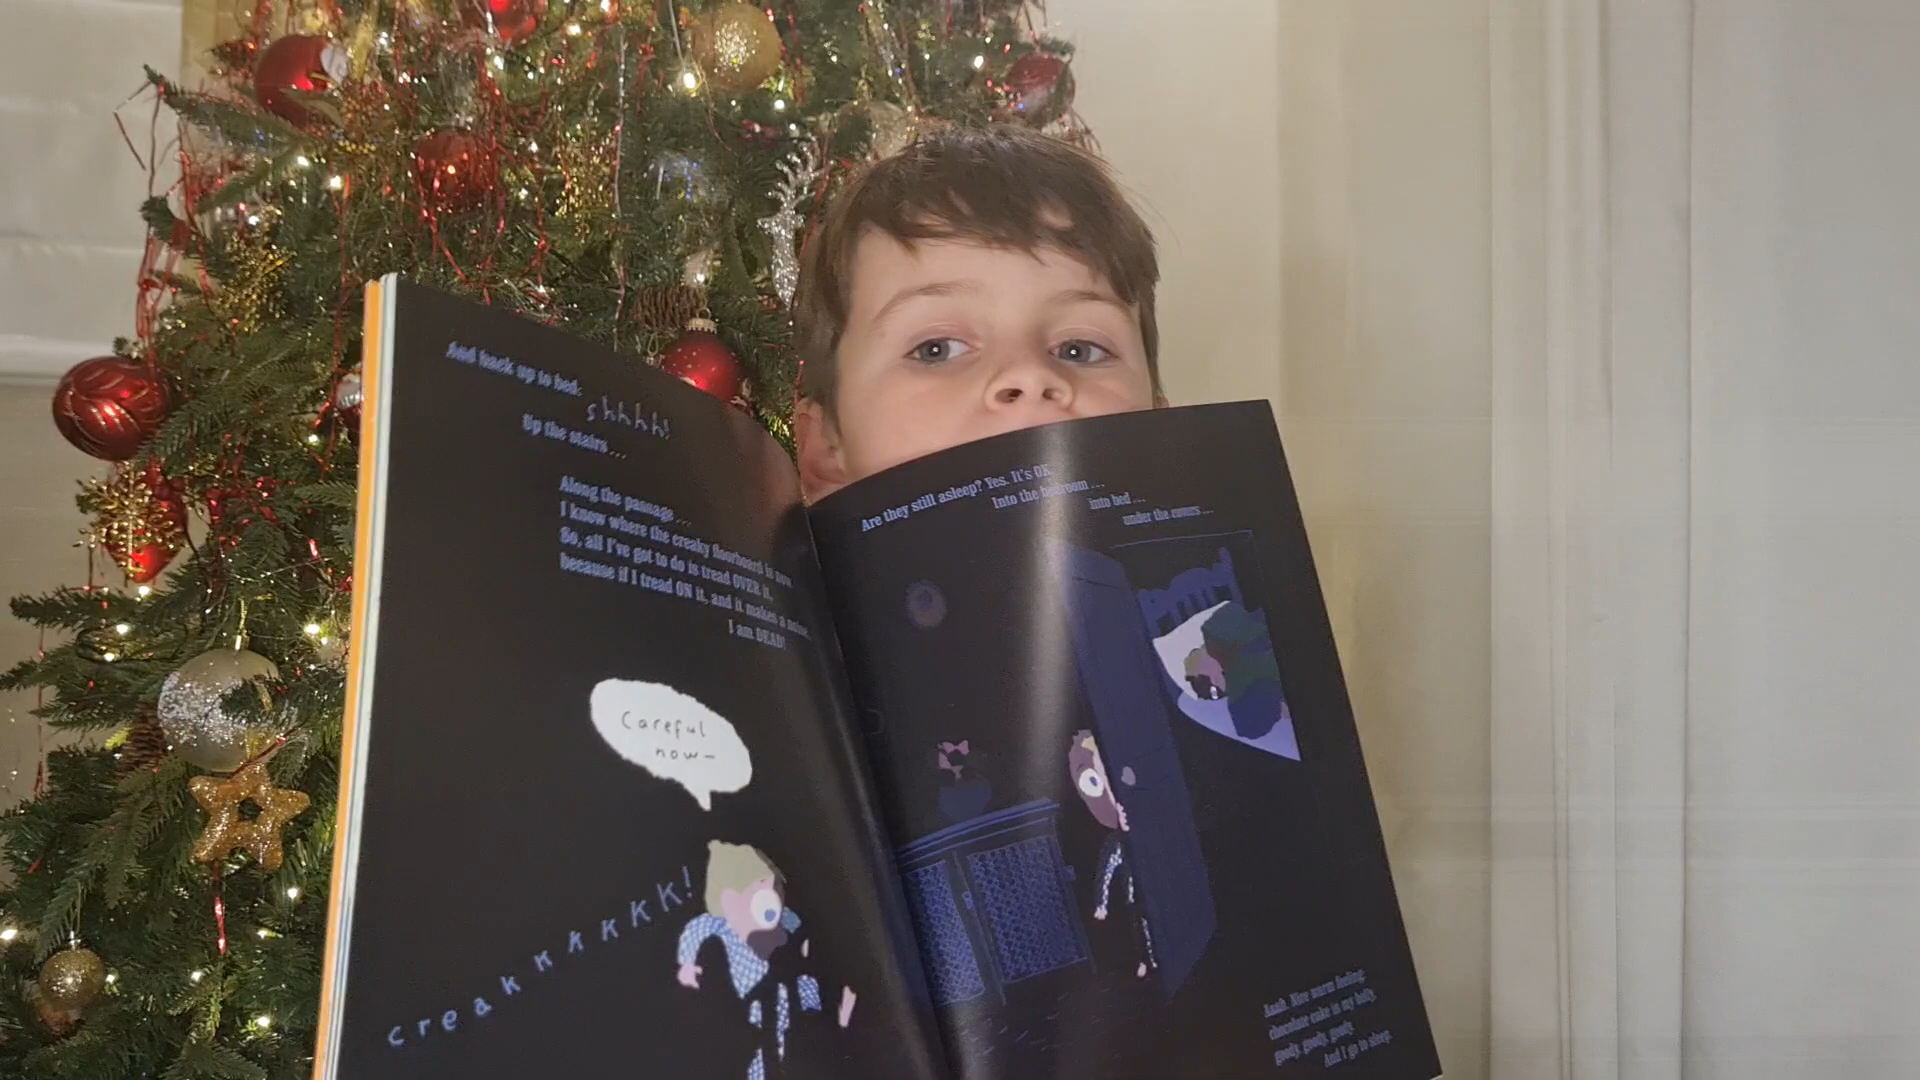 And back up to bed.
shhhh!
Up the stairs...
Along the passage...
I know where the creaky floorboard is now.
So, all I've got to do is tread OVER it,
because if I tread ON it, and it makes a noise,
I am DEAD!
Careful
now-
creakkkkkk!
Are they still asleep? Yes. It's OK.
Into the bedroom...
into bed...
under the covers...
Aaah. Nice warm feeling:
chocolate cake in my belly,
goody, goody, goody.
And I go to sleep.